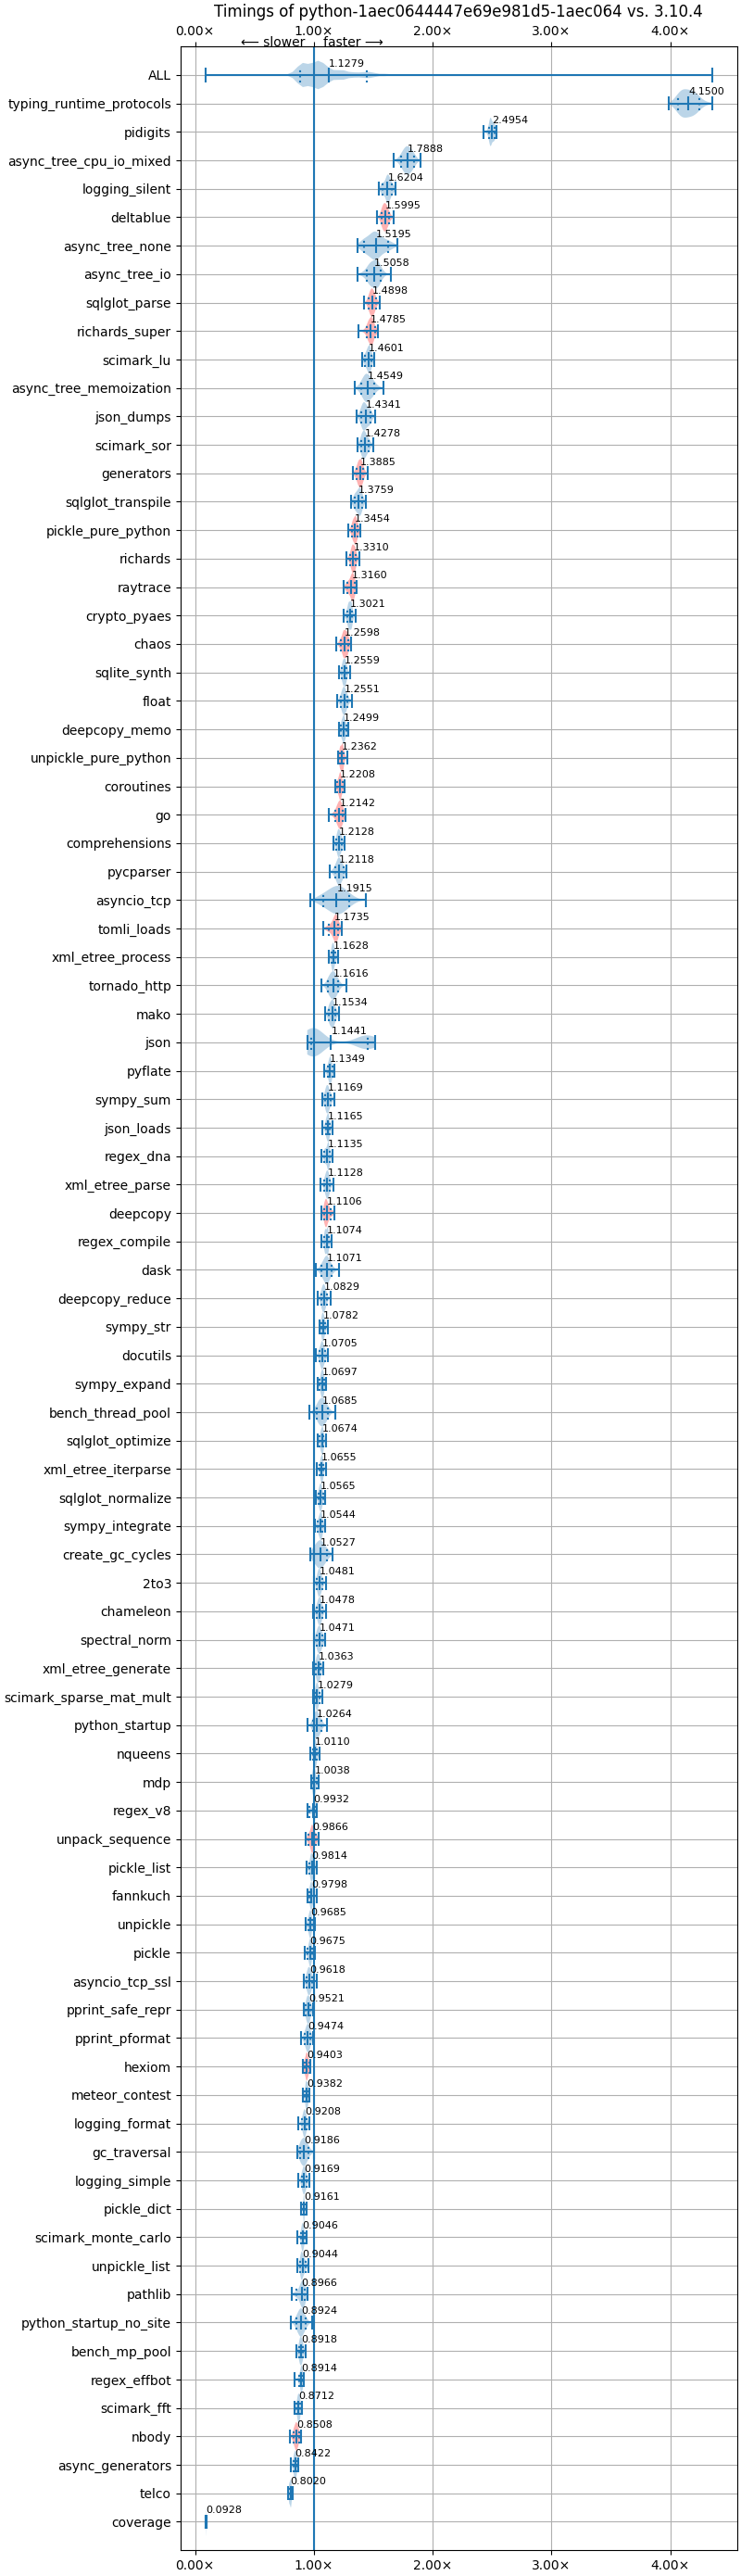 Timings of python-1aec0644447e69e981d5-1aec064 vs. 3.10.4
0.00× 1.00× 2.00× 3.00× 4.00×
⟵ slower faster ⟶
ALL 1.1279
typing_runtime_protocols 4.1500
pidigits 2.4954
async_tree_cpu_io_mixed 1.7888
logging_silent 1.6204
deltablue 1.5995
async_tree_none 1.5195
async_tree_io 1.5058
sqlglot_parse 1.4898
richards_super 1.4785
scimark_lu 1.4601
async_tree_memoization 1.4549
json_dumps 1.4341
scimark_sor 1.4278
generators 1.3885
sqlglot_transpile 1.3759
pickle_pure_python 1.3454
richards 1.3310
raytrace 1.3160
crypto_pyaes 1.3021
chaos 1.2598
sqlite_synth 1.2559
float 1.2551
deepcopy_memo 1.2499
unpickle_pure_python 1.2362
coroutines 1.2208
go 1.2142
comprehensions 1.2128
pycparser 1.2118
asyncio_tcp 1.1915
tomli_loads 1.1735
xml_etree_process 1.1628
tornado_http 1.1616
mako 1.1534
json 1.1441
pyflate 1.1349
sympy_sum 1.1169
json_loads 1.1165
regex_dna 1.1135
xml_etree_parse 1.1128
deepcopy 1.1106
regex_compile 1.1074
dask 1.1071
deepcopy_reduce 1.0829
sympy_str 1.0782
docutils 1.0705
sympy_expand 1.0697
bench_thread_pool 1.0685
sqlglot_optimize 1.0674
xml_etree_iterparse 1.0655
sqlglot_normalize 1.0565
sympy_integrate 1.0544
create_gc_cycles 1.0527
2to3 1.0481
chameleon 1.0478
spectral_norm 1.0471
xml_etree_generate 1.0363
scimark_sparse_mat_mult 1.0279
python_startup 1.0264
nqueens 1.0110
mdp 1.0038
regex_v8 0.9932
unpack_sequence 0.9866
pickle_list 0.9814
fannkuch 0.9798
unpickle 0.9685
pickle 0.9675
asyncio_tcp_ssl 0.9618
pprint_safe_repr 0.9521
pprint_pformat 0.9474
hexiom 0.9403
meteor_contest 0.9382
logging_format 0.9208
gc_traversal 0.9186
logging_simple 0.9169
pickle_dict 0.9161
scimark_monte_carlo 0.9046
unpickle_list 0.9044
pathlib 0.8966
python_startup_no_site 0.8924
bench_mp_pool 0.8918
regex_effbot 0.8914
scimark_fft 0.8712
nbody 0.8508
async_generators 0.8422
telco 0.8020
coverage 0.0928
0.00× 1.00× 2.00× 3.00× 4.00×